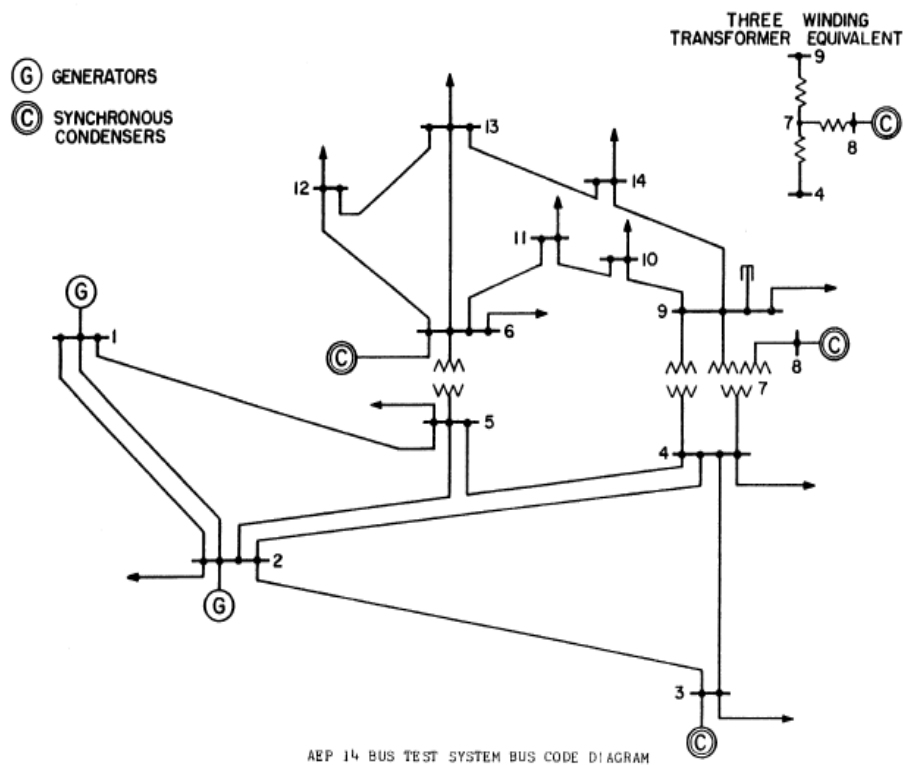 THREE WINDING
TRANSFORMER EQUIVALENT
9
7
8
C
4
G GENERATORS
C SYNCHRONOUS
CONDENSERS
13
12
14
11
10
G
1
9
6
C
C
8
7
5
4
2
G
3
C
AEP 14 BUS TEST SYSTEM BUS CODE DIAGRAM